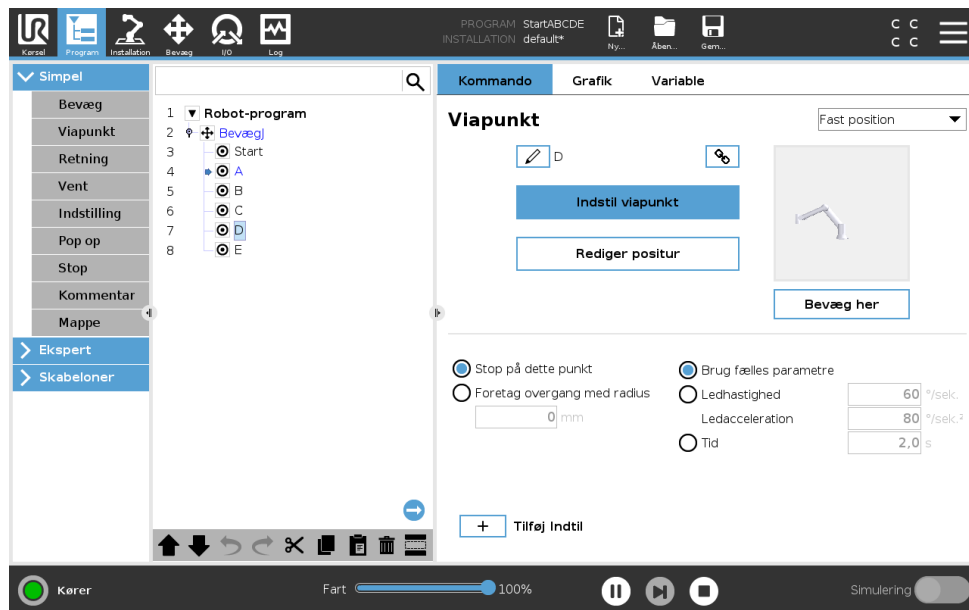 PROGRAM StartABCDE
INSTALLATION default*
UR
Kørsel Program Installation Bevæg I/O Log Ny... Åben... Gem...
C C
C C
Simpel
Bevæg
Viapunkt
Retning
Vent
Indstilling
Pop op
Stop
Kommentar
Mappe
Ekspert
Skabeloner
1 Robot-program
2 BevægJ
3 Start
4 A
5 B
6 C
7 D
8 E
Kommando Grafik Variable
Viapunkt
Fast position
D
Indstil viapunkt
Rediger positur
Bevæg her
Stop på dette punkt
Foretag overgang med radius
0 mm
Brug fælles parametre
Ledhastighed 60 °/sek.
Ledacceleration 80 °/sek.²
Tid 2,0 s
+ Tilføj Indtil
Kører
Fart 100%
Simulering